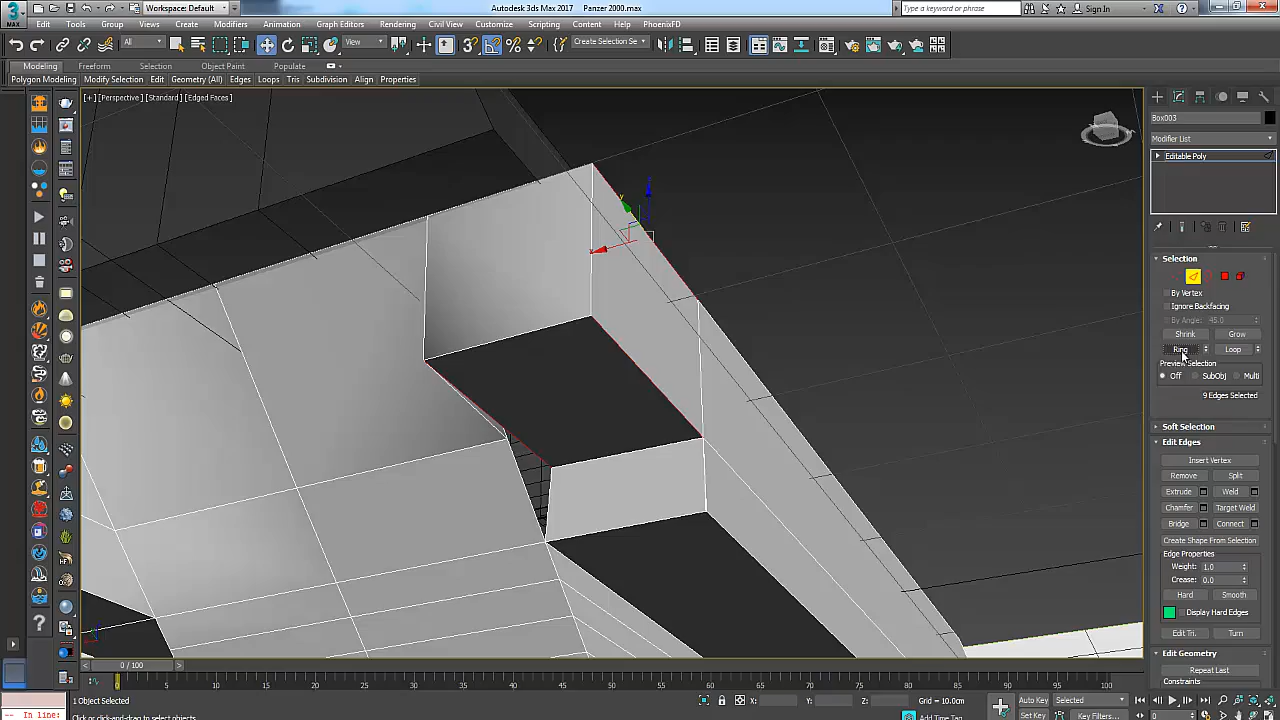 Autodesk 3ds Max 2017 Panzer 2000.max
Workspace: Default
Type a keyword or phrase
Sign In
MAX
Edit Tools Group Views Create Modifiers Animation Graph Editors Rendering Civil View Customize Scripting Content Help PhoenixFD
All
View
Create Selection Se
Modeling Freeform Selection Object Paint Populate
Polygon Modeling Modify Selection Edit Geometry (All) Edges Loops Tris Subdivision Align Properties
[+] [Perspective] [Standard] [Edged Faces]
Box003
Modifier List
Editable Poly
Selection
By Vertex
Ignore Backfacing
By Angle: 45.0
Shrink Grow
Ring Loop
Preview Selection
Off SubObj Multi
9 Edges Selected
Soft Selection
Edit Edges
Insert Vertex
Remove Split
Extrude Weld
Chamfer Target Weld
Bridge Connect
Create Shape From Selection
Edge Properties
Weight: 1.0
Crease: 0.0
Hard Smooth
Display Hard Edges
Edit Tri. Turn
Edit Geometry
Repeat Last
Constraints
0 / 100
0 5 10 15 20 25 30 35 40 45 50 55 60 65 70 75 80 85 90 95 100
1 Object Selected
X: Y: Z: Grid = 10.0cm
Auto Key Selected
In line:
Click or click-and-drag to select objects
Add Time Tag
Set Key Key Filters...